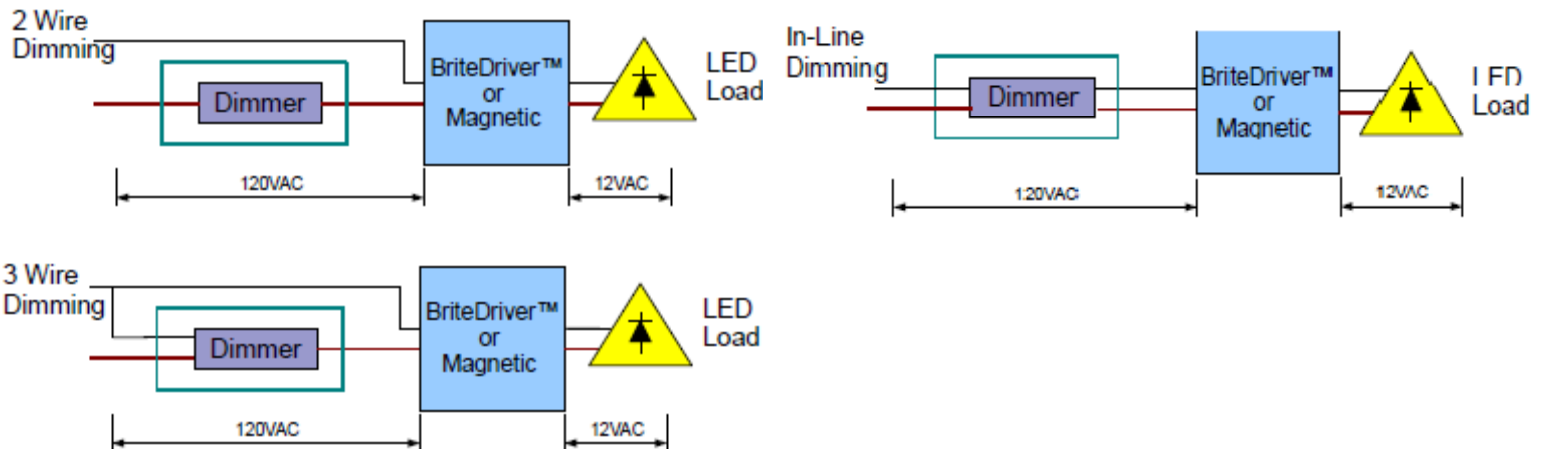 2 Wire
Dimming
Dimmer
BriteDriver™
or
Magnetic
LED
Load
120VAC
12VAC
In-Line
Dimming
Dimmer
BriteDriver™
or
Magnetic
LED
Load
120VAC
12VAC
3 Wire
Dimming
Dimmer
BriteDriver™
or
Magnetic
LED
Load
120VAC
12VAC